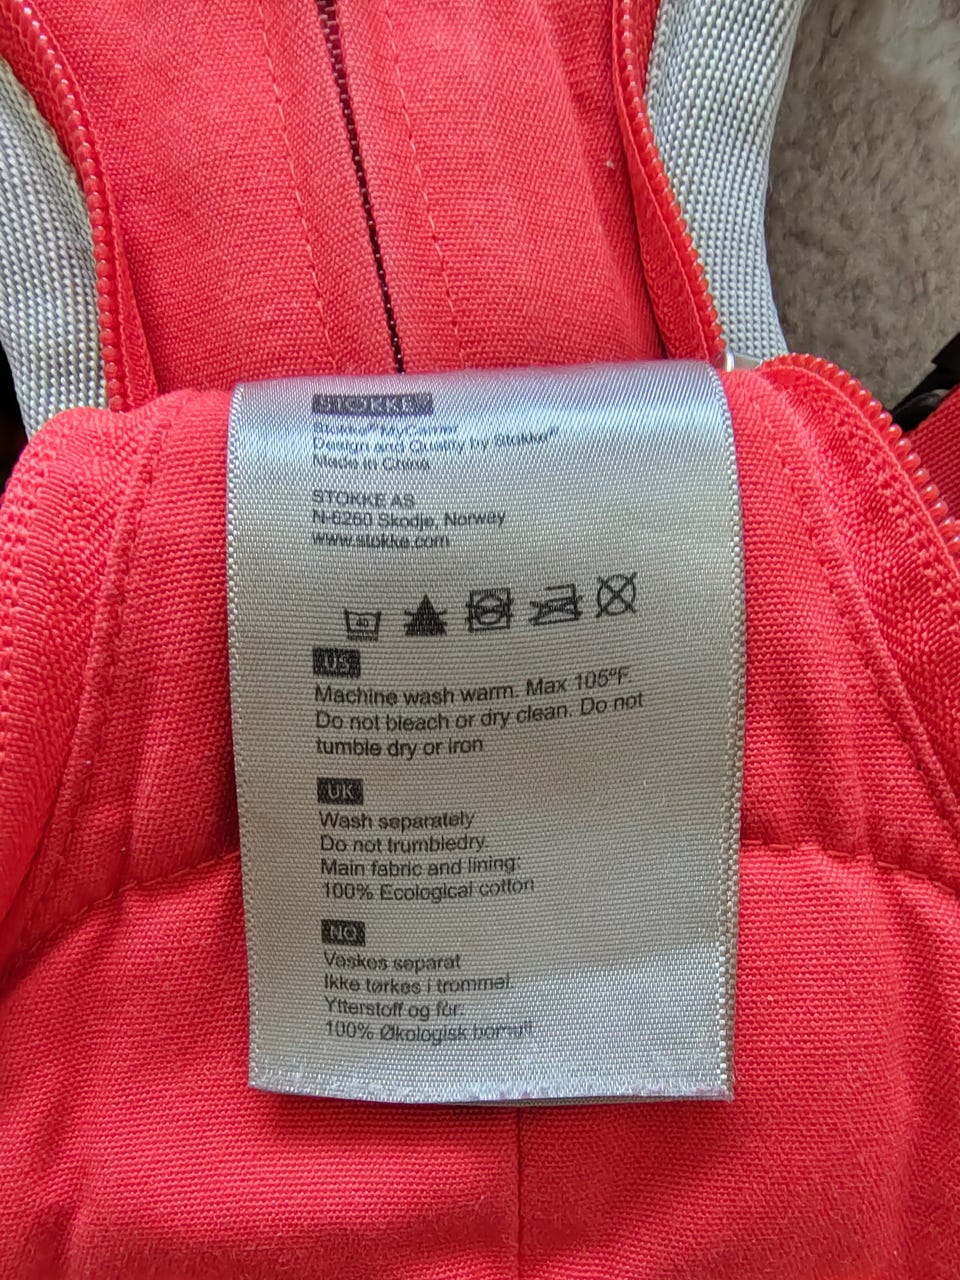 STOKKE®
Stokke® MyCarrier
Design and Quality by Stokke®
Made in China
STOKKE AS
N-6260 Skodje, Norway
www.stokke.com
40
US
Machine wash warm. Max 105ºF.
Do not bleach or dry clean. Do not
tumble dry or iron
UK
Wash separately
Do not trumbledry.
Main fabric and lining:
100% Ecological cotton
NO
Vaskes separat
Ikke tørkes i trommel.
Ytterstoff og fôr:
100% Økologisk bomull